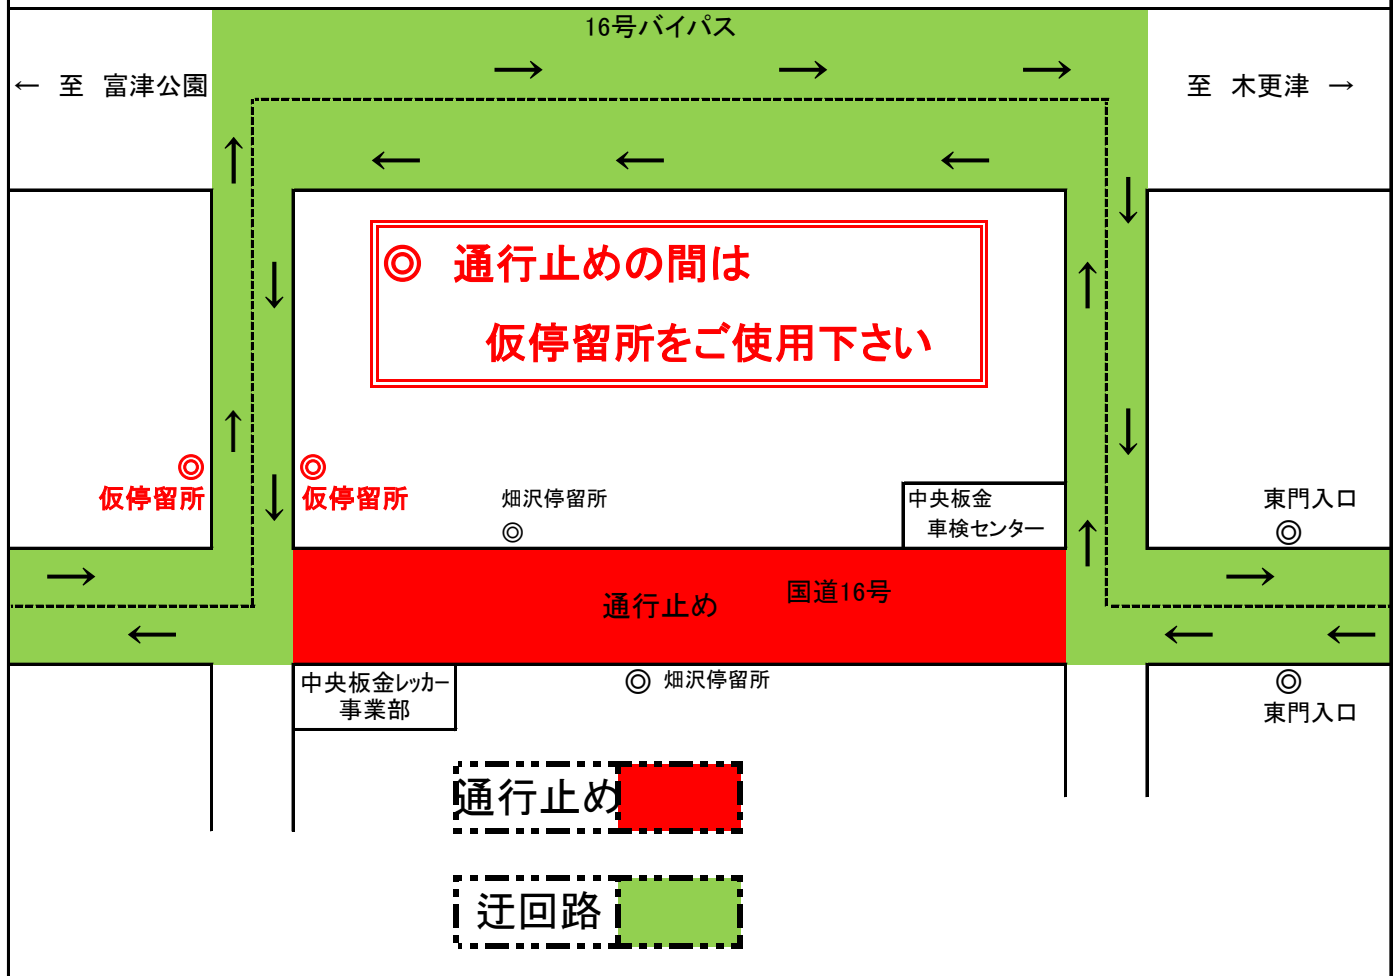 16号バイパス
← 至 富津公園
至 木更津 →
◎ 通行止めの間は
仮停留所をご使用下さい
◎
仮停留所
◎
仮停留所
畑沢停留所
◎
中央板金
車検センター
東門入口
◎
国道16号
通行止め
中央板金レッカー
事業部
◎ 畑沢停留所
◎
東門入口
通行止め
迂回路